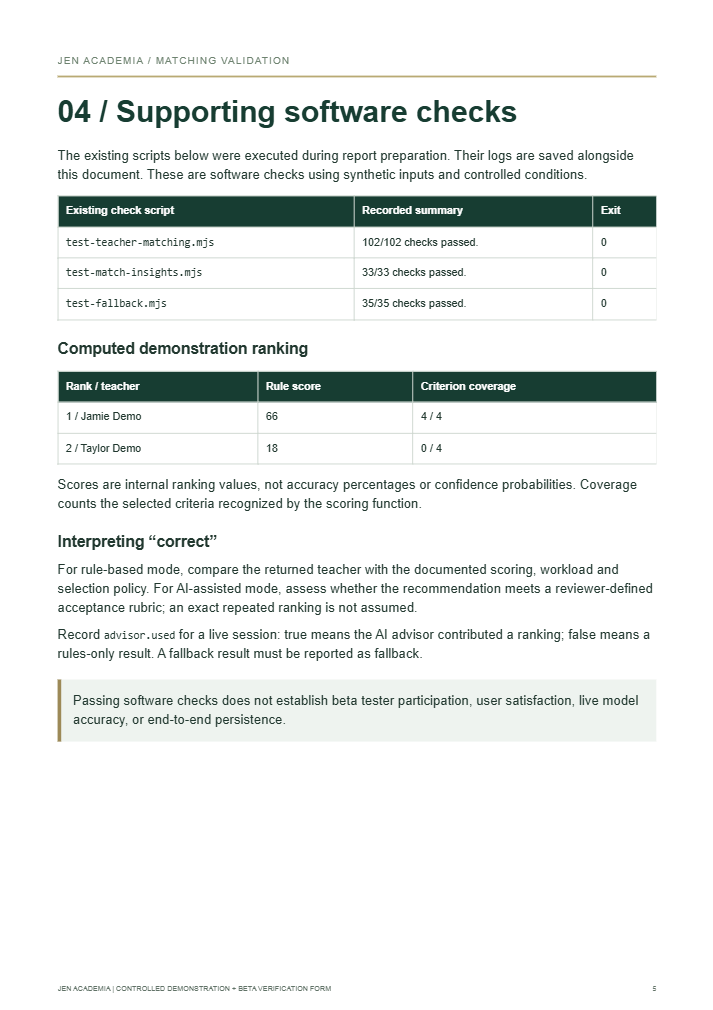 JEN ACADEMIA / MATCHING VALIDATION
04 / Supporting software checks
The existing scripts below were executed during report preparation. Their logs are saved alongside
this document. These are software checks using synthetic inputs and controlled conditions.
Existing check script Recorded summary Exit
test-teacher-matching.mjs 102/102 checks passed. 0
test-match-insights.mjs 33/33 checks passed. 0
test-fallback.mjs 35/35 checks passed. 0
Computed demonstration ranking
Rank / teacher Rule score Criterion coverage
1 / Jamie Demo 66 4 / 4
2 / Taylor Demo 18 0 / 4
Scores are internal ranking values, not accuracy percentages or confidence probabilities. Coverage
counts the selected criteria recognized by the scoring function.
Interpreting “correct”
For rule-based mode, compare the returned teacher with the documented scoring, workload and
selection policy. For AI-assisted mode, assess whether the recommendation meets a reviewer-defined
acceptance rubric; an exact repeated ranking is not assumed.
Record advisor.used for a live session: true means the AI advisor contributed a ranking; false means a
rules-only result. A fallback result must be reported as fallback.
Passing software checks does not establish beta tester participation, user satisfaction, live model
accuracy, or end-to-end persistence.
JEN ACADEMIA | CONTROLLED DEMONSTRATION + BETA VERIFICATION FORM 5